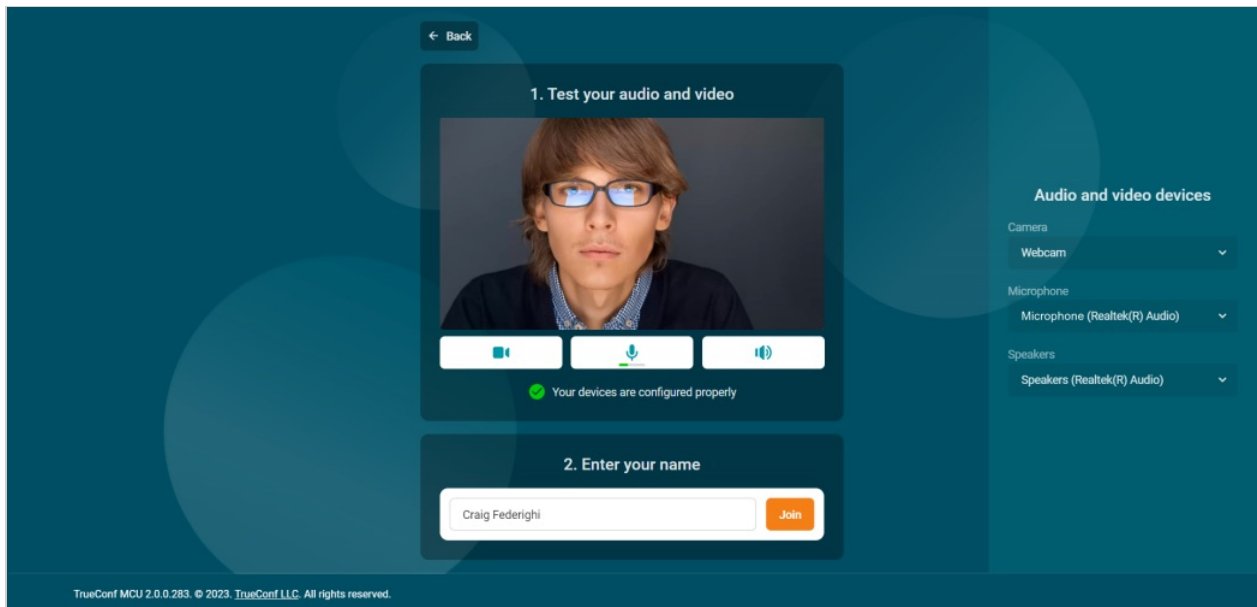 ← Back
1. Test your audio and video
Your devices are configured properly
2. Enter your name
Craig Federighi
Join
Audio and video devices
Camera
Webcam
Microphone
Microphone (Realtek(R) Audio)
Speakers
Speakers (Realtek(R) Audio)
TrueConf MCU 2.0.0.283. © 2023. TrueConf LLC. All rights reserved.